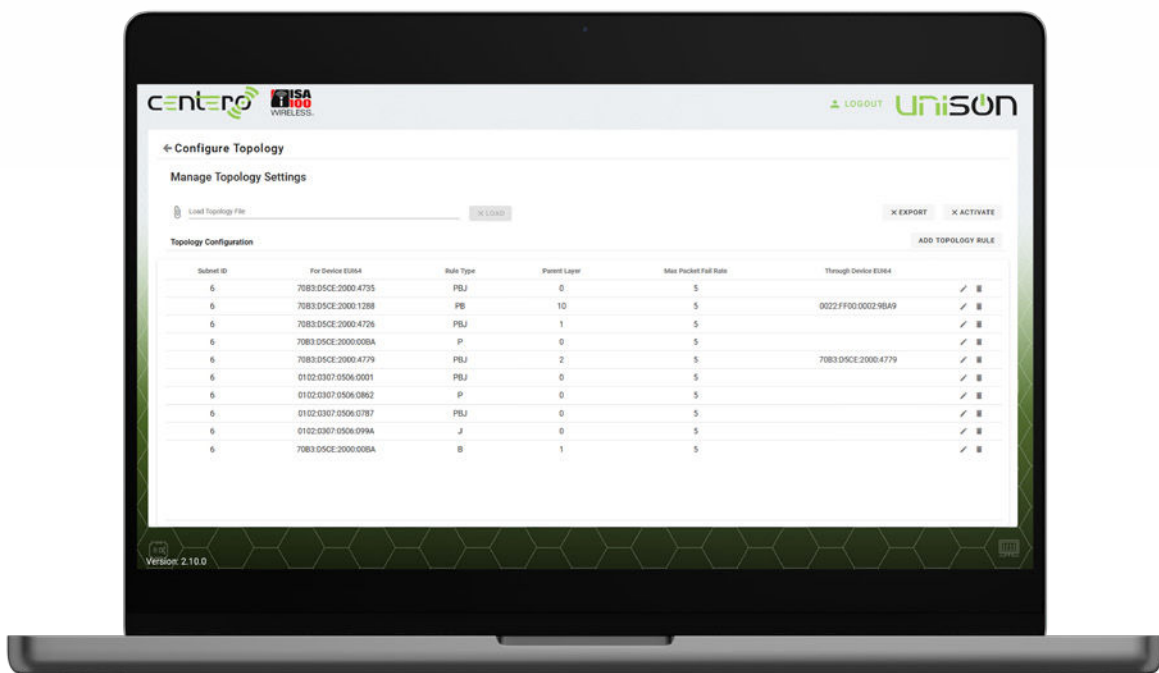 centero ISA 100 WIRELESS. LOGOUT unison
Configure Topology
Manage Topology Settings
Load Topology File X LOAD X EXPORT X ACTIVATE
Topology Configuration ADD TOPOLOGY RULE
Subnet ID For Device EUI64 Rule Type Parent Layer Max Packet Fail Rate Through Device EUI64
6 70B3:D5CE:2000:4735 PBJ 0 5
6 70B3:D5CE:2000:1288 PB 10 5 0022:FF00:0002:9BA9
6 70B3:D5CE:2000:4726 PBJ 1 5
6 70B3:D5CE:2000:00BA P 0 5
6 70B3:D5CE:2000:4779 PBJ 2 5 70B3:D5CE:2000:4779
6 0102:0307:0506:0001 PBJ 0 5
6 0102:0307:0506:0862 P 0 5
6 0102:0307:0506:0787 PBJ 0 5
6 0102:0307:0506:099A J 0 5
6 70B3:D5CE:2000:00BA B 1 5
Version: 2.10.0